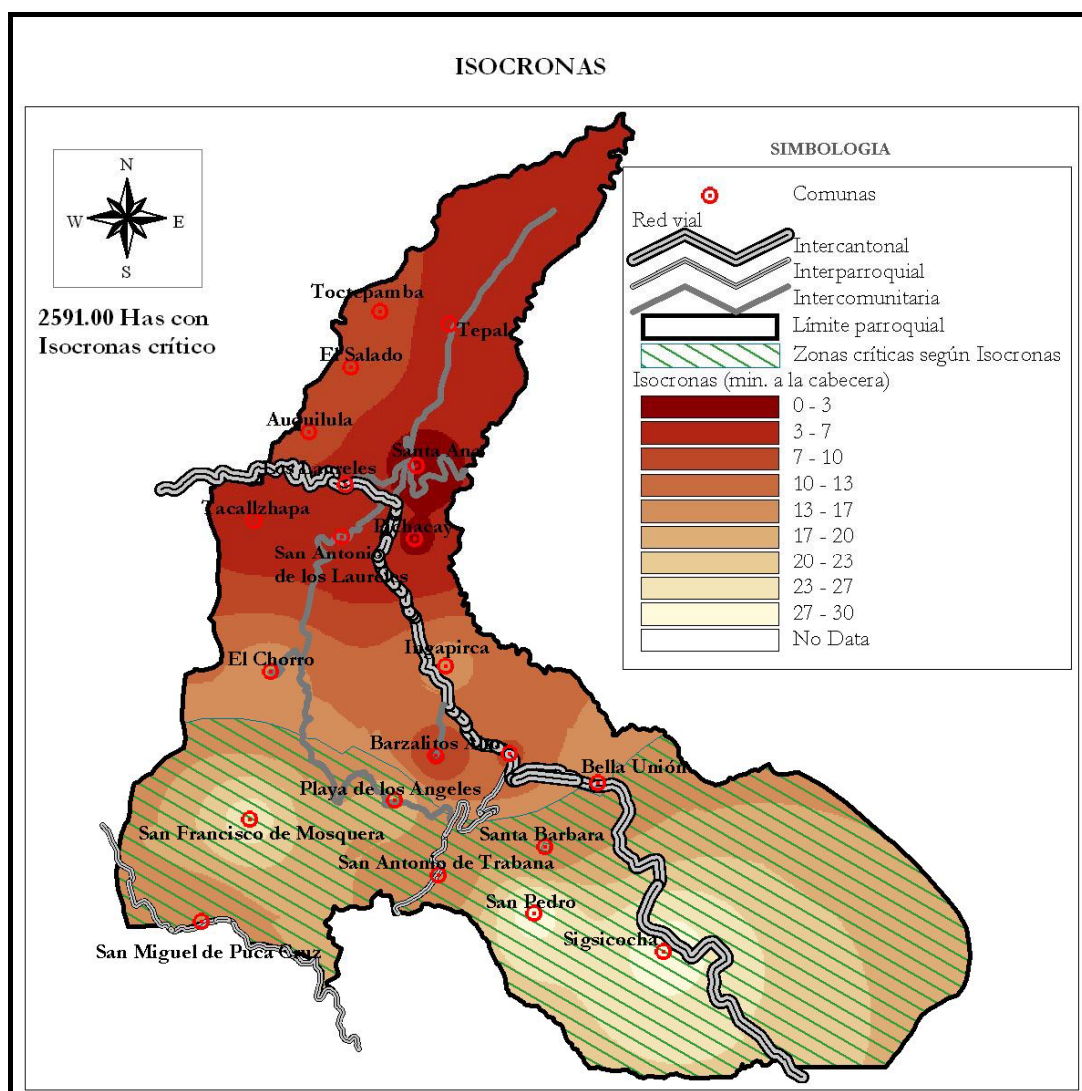 ISOCRONAS
N
W
E
S
2591.00 Has con
Isocronas crítico
SIMBOLOGIA
Comunas
Red vial
Intercantonal
Interparroquial
Intercomunitaria
Límite parroquial
Zonas críticas según Isocronas
Isocronas (min. a la cabecera)
0 - 3
3 - 7
7 - 10
10 - 13
13 - 17
17 - 20
20 - 23
23 - 27
27 - 30
No Data
Toctepamba
Tepal
El Salado
Auquilula
Santa Ana
Los Laureles
Tacallzhapa
Pichacay
San Antonio
de los Laureles
Ingapirca
El Chorro
Barzalitos Alto
Bella Unión
Playa de los Angeles
San Francisco de Mosquera
Santa Barbara
San Antonio de Trabana
San Pedro
Sigsicocha
San Miguel de Puca Cruz